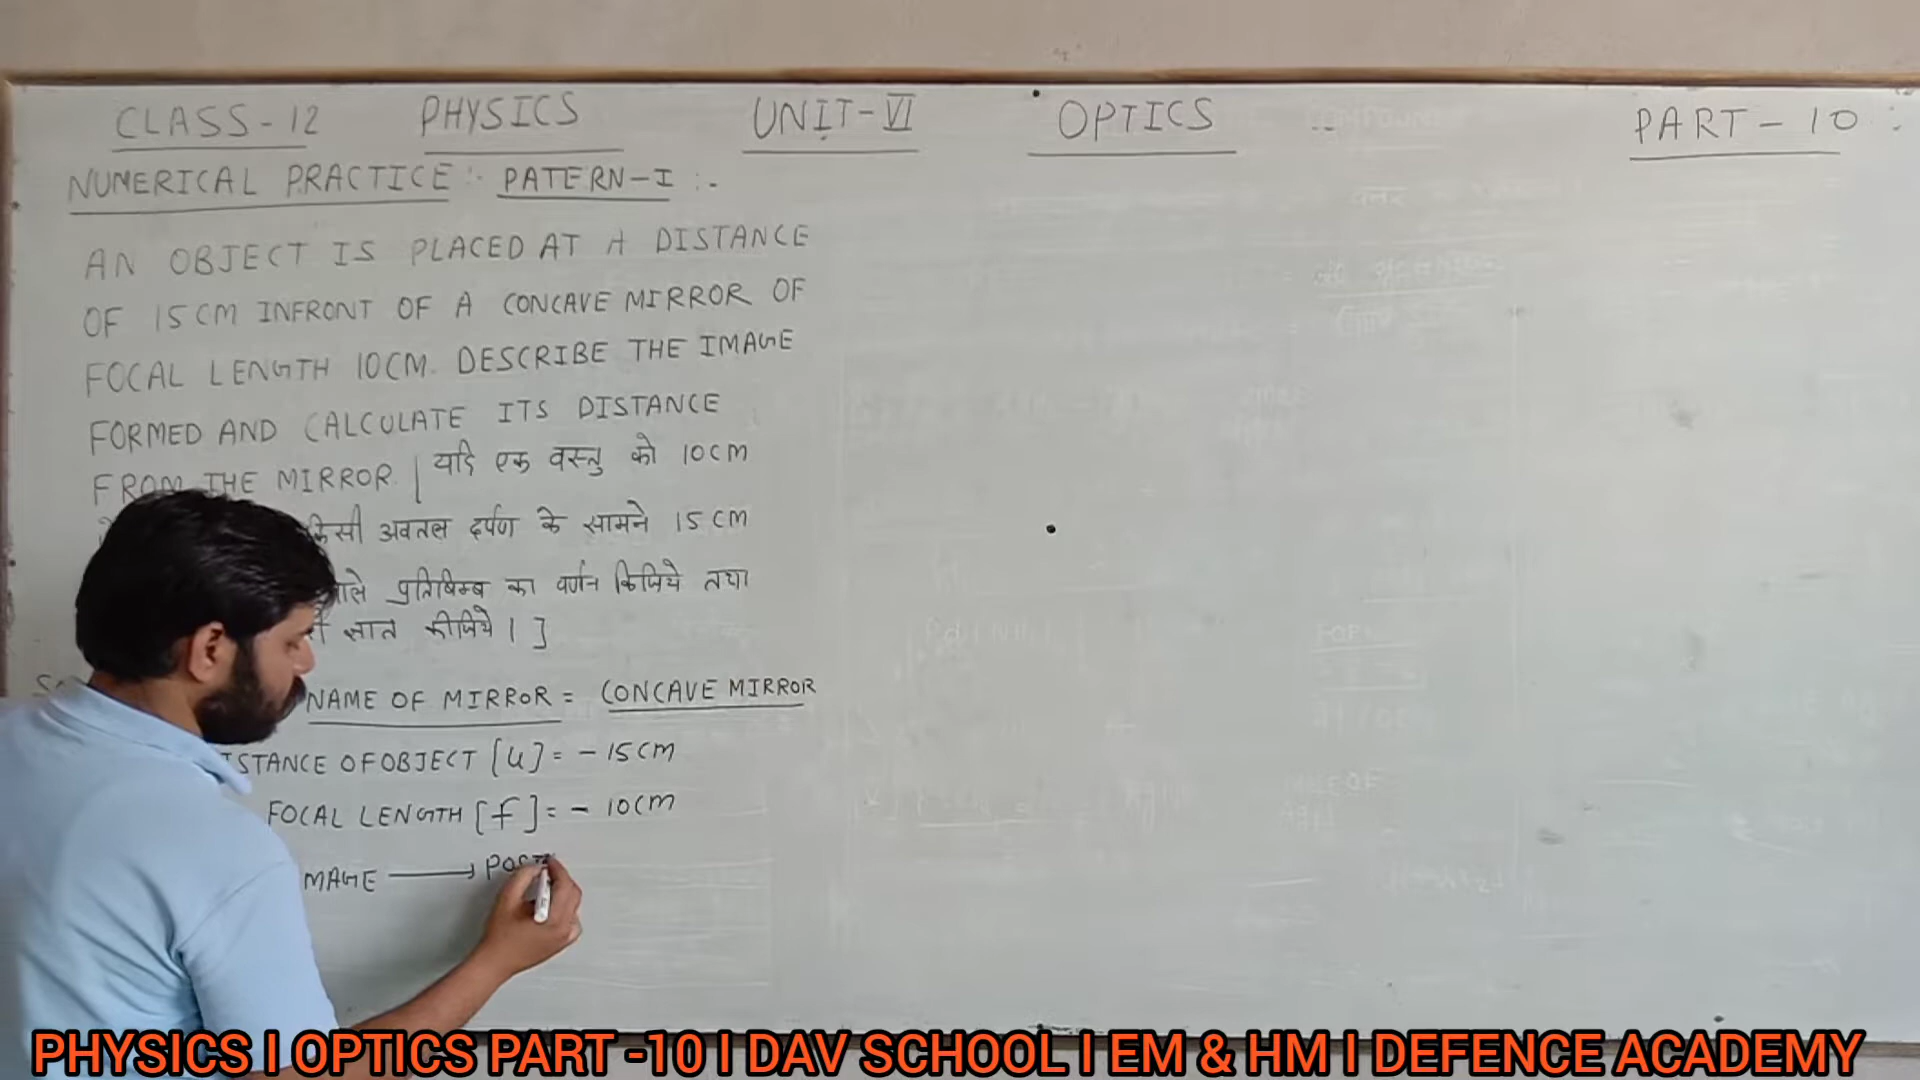 CLASS-12 PHYSICS UNIT-VI OPTICS PART-10 :
NUMERICAL PRACTICE :- PATERN-I :-
AN OBJECT IS PLACED AT A DISTANCE
OF 15CM INFRONT OF A CONCAVE MIRROR OF
FOCAL LENGTH 10CM. DESCRIBE THE IMAGE
FORMED AND CALCULATE ITS DISTANCE
FROM THE MIRROR. [यदि एक वस्तु को 10CM
किसी अवतल दर्पण के सामने 15CM
वाले प्रतिबिम्ब का वर्णन किजिये तथा
ज्ञात कीजिये।]
NAME OF MIRROR = CONCAVE MIRROR
ISTANCE OF OBJECT [u] = -15CM
FOCAL LENGTH [f] = -10CM
MAGE → POSI
PHYSICS I OPTICS PART -10 I DAV SCHOOL I EM & HM I DEFENCE ACADEMY